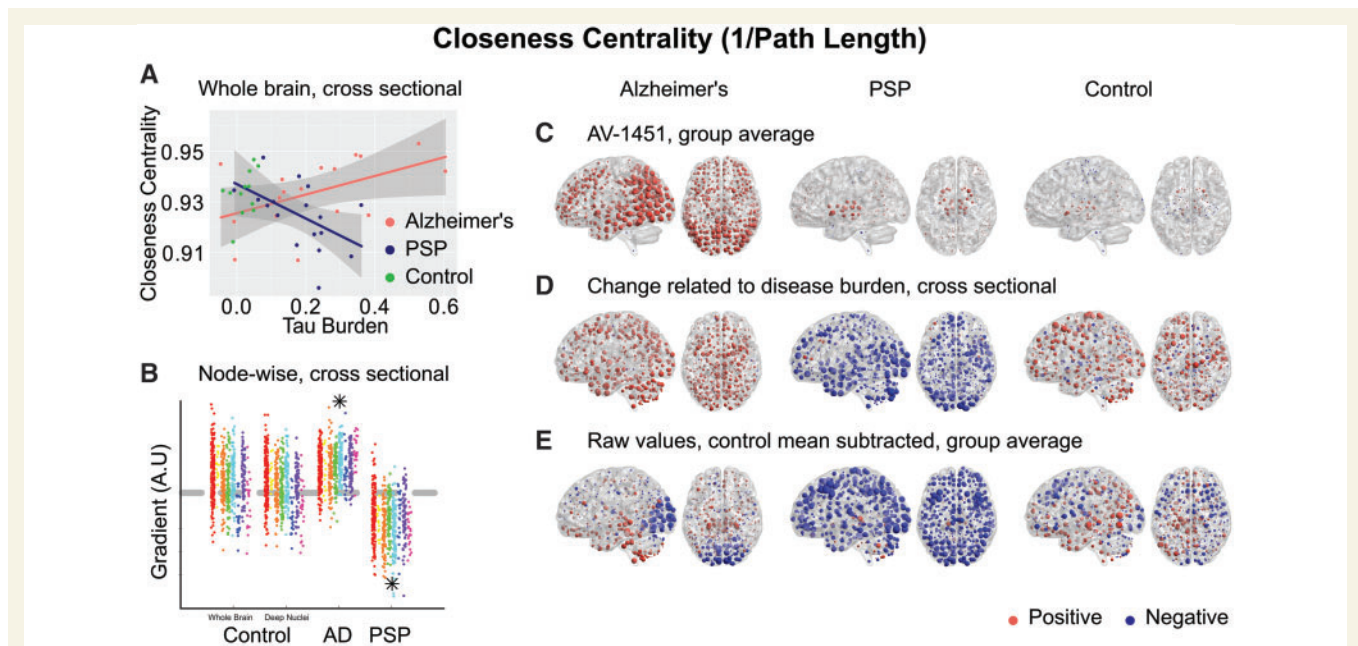 Closeness Centrality (1/Path Length)
A
Whole brain, cross sectional
Closeness Centrality
0.95
0.93
0.91
Alzheimer's
PSP
Control
0.0 0.2 0.4 0.6
Tau Burden
B
Node-wise, cross sectional
Gradient (A.U)
Whole Brain Deep Nuclei
Control AD PSP
Alzheimer's PSP Control
C AV-1451, group average
D Change related to disease burden, cross sectional
E Raw values, control mean subtracted, group average
Positive Negative